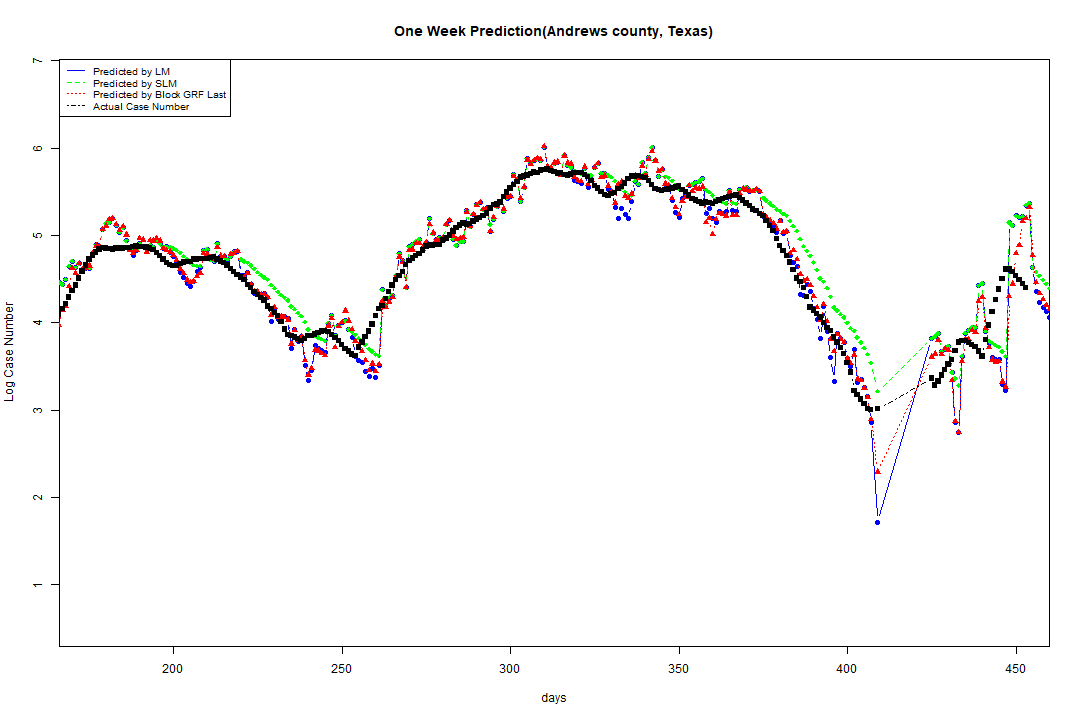 One Week Prediction(Andrews county, Texas)
Predicted by LM
Predicted by SLM
Predicted by Block GRF Last
Actual Case Number
Log Case Number
7
6
5
4
3
2
1
200 250 300 350 400 450
days